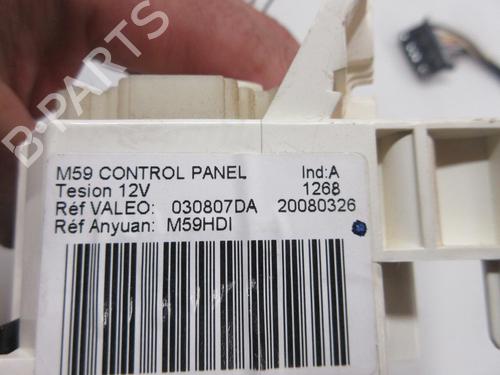 M59 CONTROL PANEL Ind:A
Tesion 12V 1268
Réf VALEO: 030807DA 20080326
Réf Anyuan: M59HDI
B-PARTS